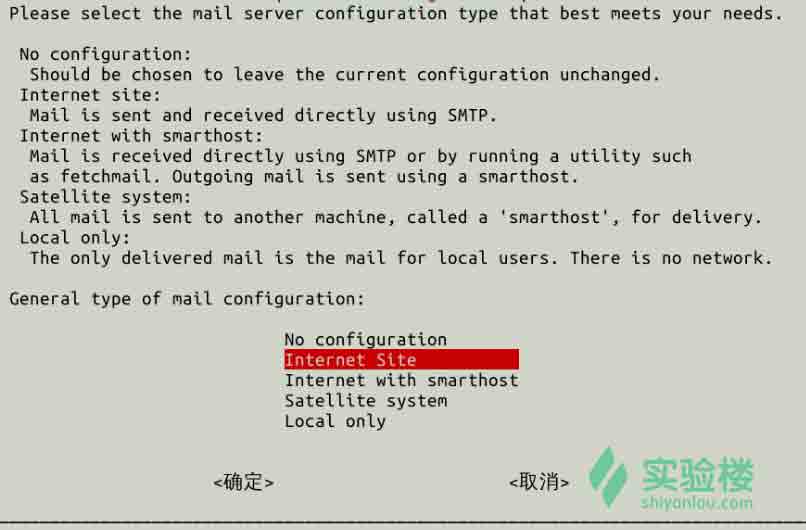 Please select the mail server configuration type that best meets your needs.
No configuration:
Should be chosen to leave the current configuration unchanged.
Internet site:
Mail is sent and received directly using SMTP.
Internet with smarthost:
Mail is received directly using SMTP or by running a utility such
as fetchmail. Outgoing mail is sent using a smarthost.
Satellite system:
All mail is sent to another machine, called a 'smarthost', for delivery.
Local only:
The only delivered mail is the mail for local users. There is no network.
General type of mail configuration:
No configuration
Internet Site
Internet with smarthost
Satellite system
Local only
<确定> <取消>
实验楼
shiyanlou.com